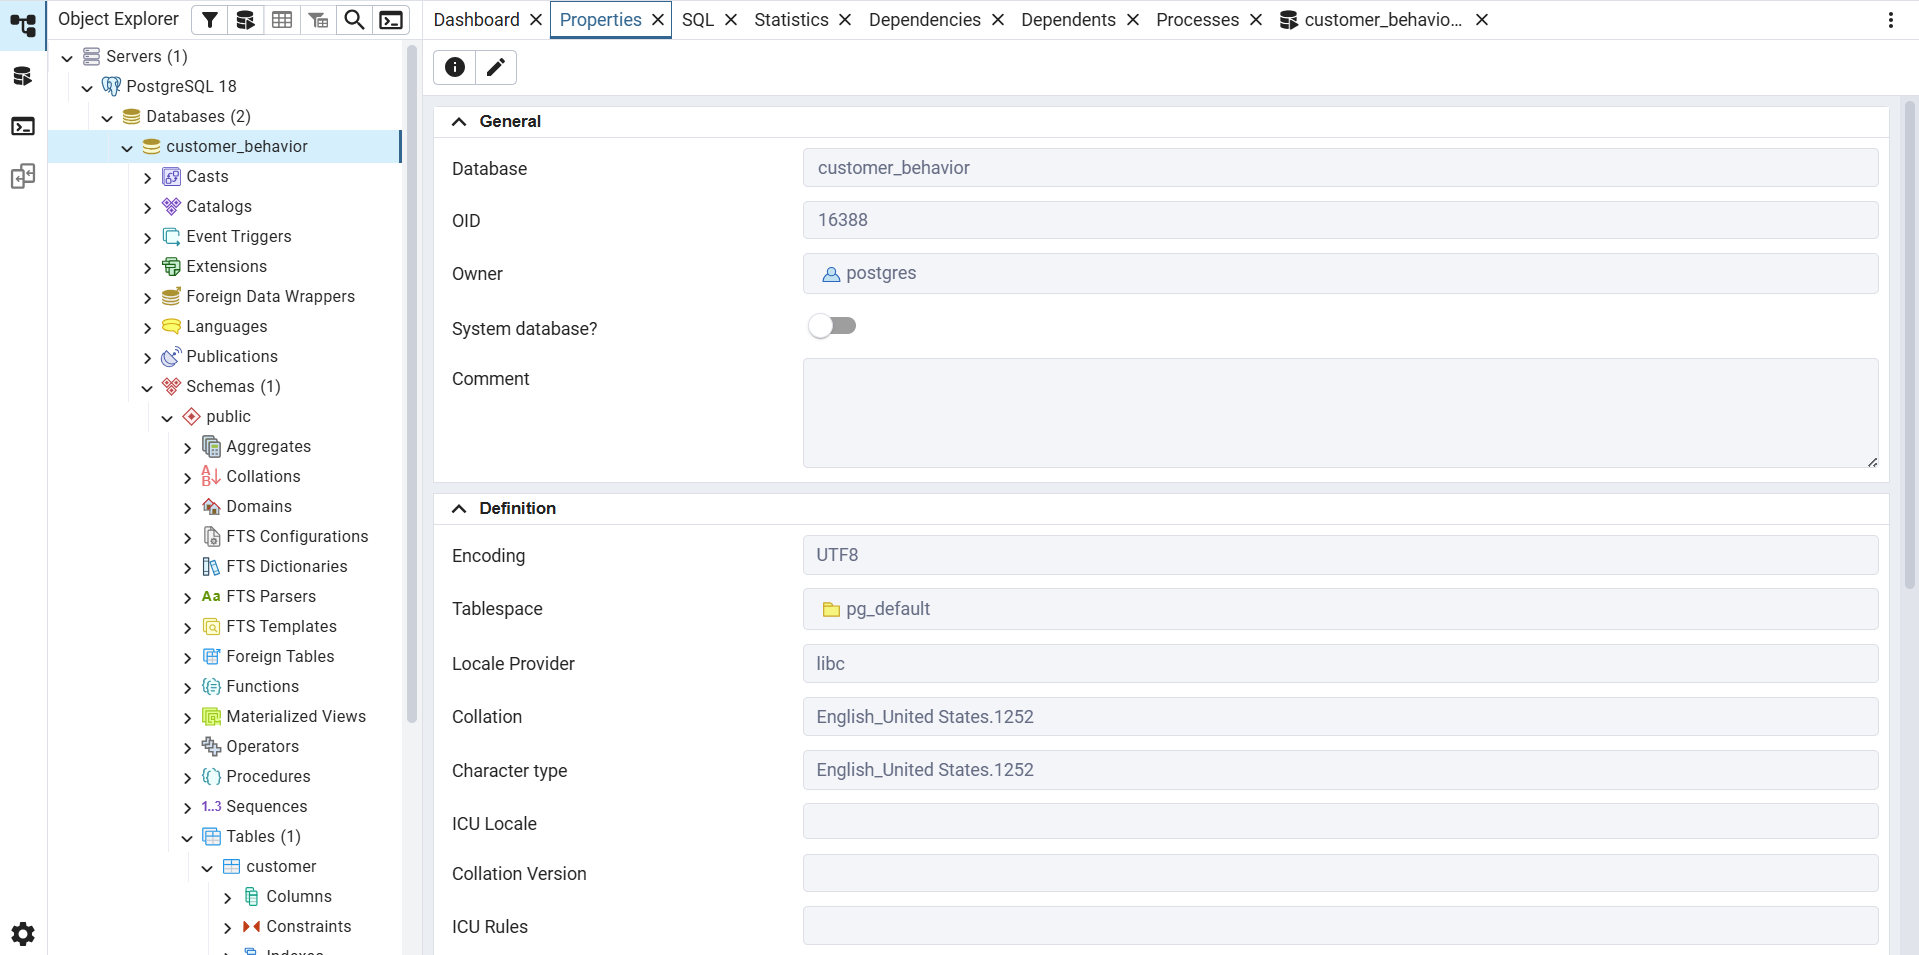 Object Explorer
Dashboard
Properties
SQL
Statistics
Dependencies
Dependents
Processes
customer_behavio...
Servers (1)
PostgreSQL 18
Databases (2)
customer_behavior
Casts
Catalogs
Event Triggers
Extensions
Foreign Data Wrappers
Languages
Publications
Schemas (1)
public
Aggregates
Collations
Domains
FTS Configurations
FTS Dictionaries
Aa FTS Parsers
FTS Templates
Foreign Tables
Functions
Materialized Views
Operators
Procedures
1..3 Sequences
Tables (1)
customer
Columns
Constraints
Indexes
General
Database customer_behavior
OID 16388
Owner postgres
System database?
Comment
Definition
Encoding UTF8
Tablespace pg_default
Locale Provider libc
Collation English_United States.1252
Character type English_United States.1252
ICU Locale
Collation Version
ICU Rules